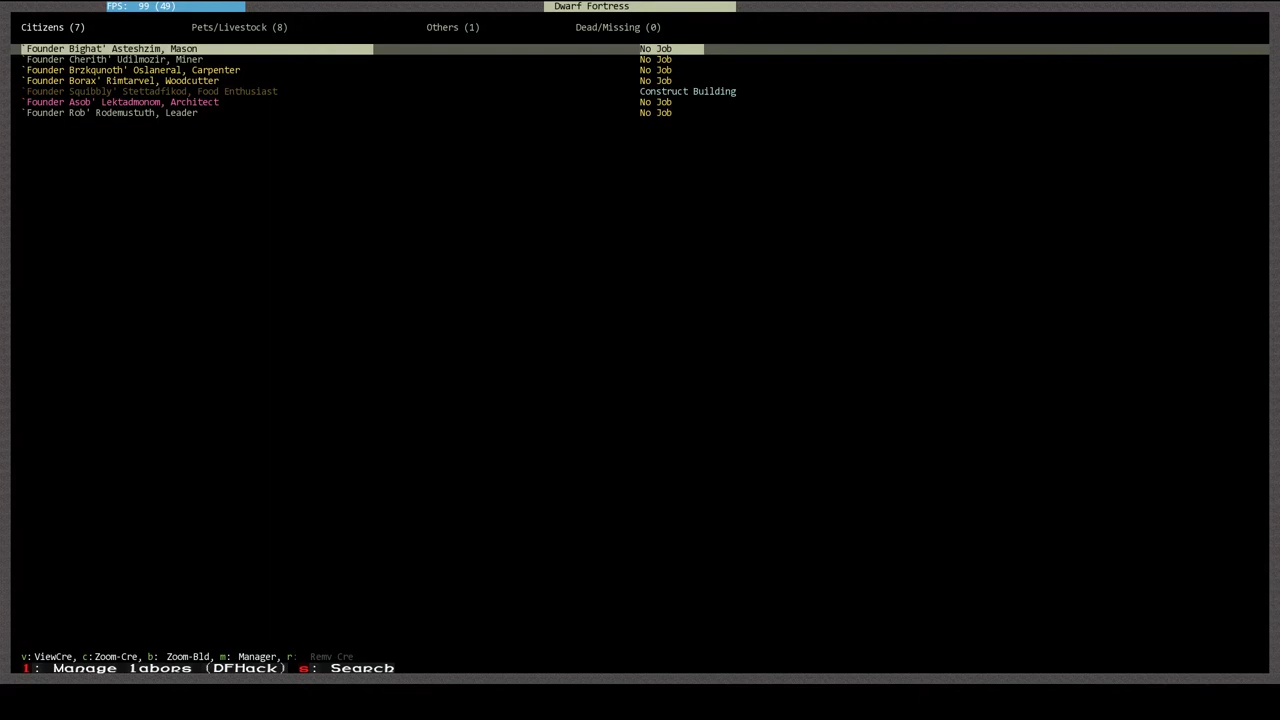 FPS: 99 (49) Dwarf Fortress
Citizens (7) Pets/Livestock (8) Others (1) Dead/Missing (0)
`Founder Bighat' Asteshzim, Mason No Job
`Founder Cherith' Udilmozir, Miner No Job
`Founder Brzkqunoth' Oslaneral, Carpenter No Job
`Founder Borax' Rimtarvel, Woodcutter No Job
`Founder Squibbly' Stettadfikod, Food Enthusiast Construct Building
`Founder Asob' Lektadmonom, Architect No Job
`Founder Rob' Rodemustuth, Leader No Job
v:ViewCre, c:Zoom-Cre, b: Zoom-Bld, m: Manager, r: Remv Cre
l: Manage labors (DFHack) s: Search